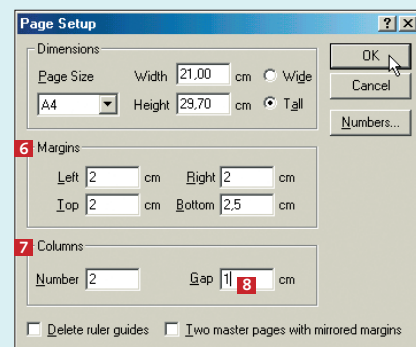 Page Setup
Dimensions
OK
Page Size Width 21,00 cm Wide
Cancel
A4 Height 29,70 cm Tall
Numbers...
6 Margins
Left 2 cm Right 2 cm
Top 2 cm Bottom 2,5 cm
7 Columns
Number 2 Gap 1 8 cm
Delete ruler guides Two master pages with mirrored margins